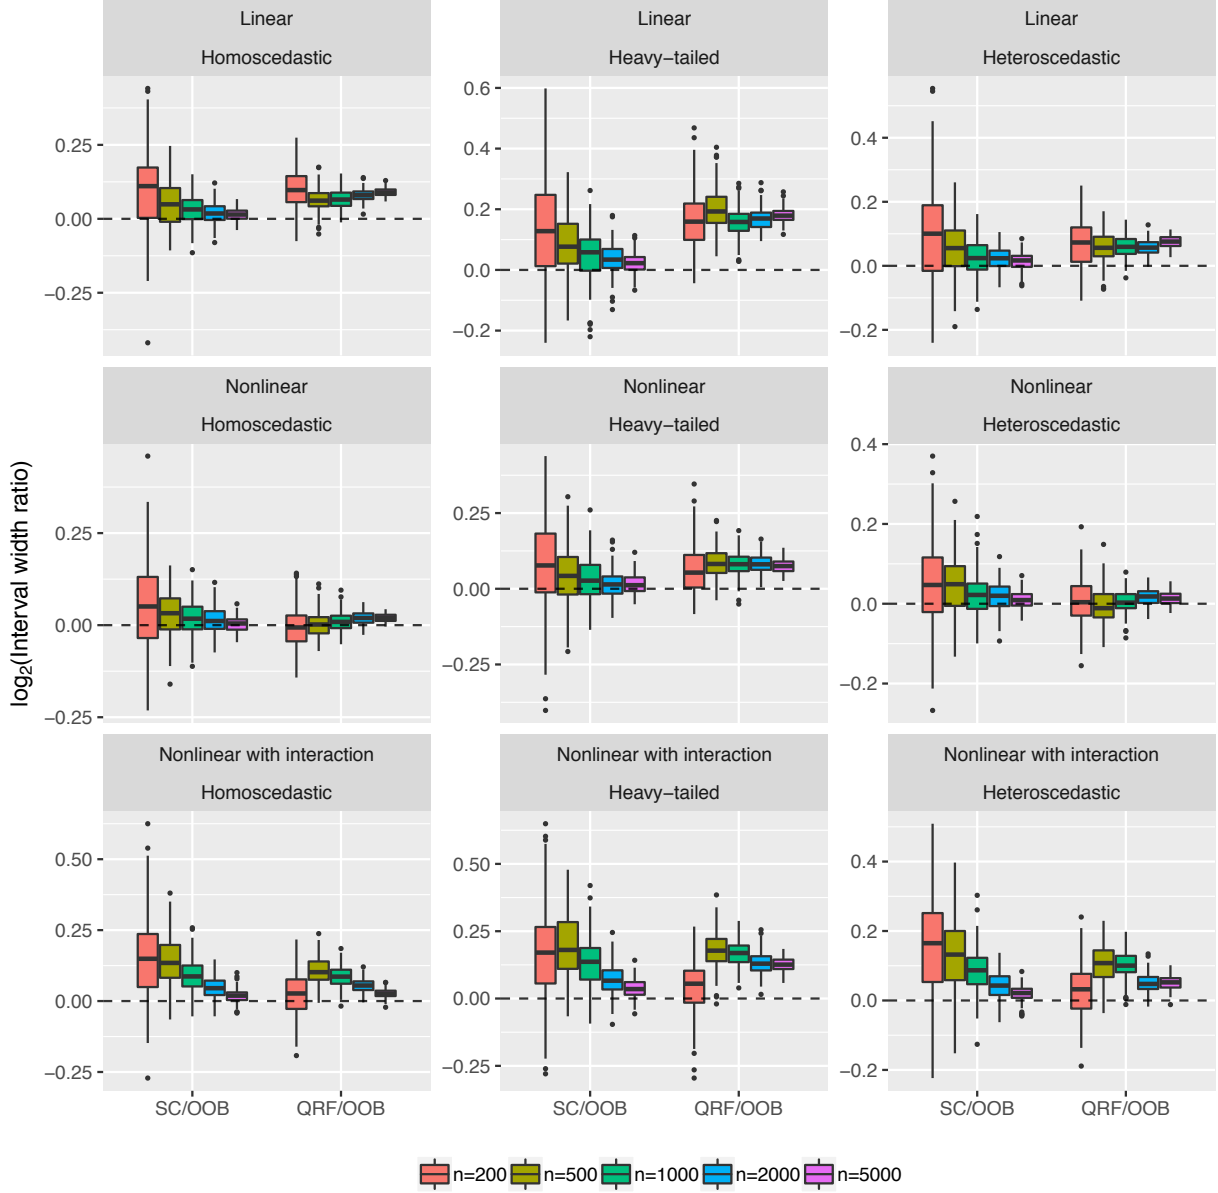 Linear
Homoscedastic
Linear
Heavy−tailed
Linear
Heteroscedastic
0.25
0.00
−0.25
0.6
0.4
0.2
0.0
−0.2
0.4
0.2
0.0
−0.2
Nonlinear
Homoscedastic
Nonlinear
Heavy−tailed
Nonlinear
Heteroscedastic
0.25
0.00
−0.25
0.25
0.00
−0.25
0.4
0.2
0.0
−0.2
log₂(Interval width ratio)
Nonlinear with interaction
Homoscedastic
Nonlinear with interaction
Heavy−tailed
Nonlinear with interaction
Heteroscedastic
0.50
0.25
0.00
−0.25
0.50
0.25
0.00
−0.25
0.4
0.2
0.0
−0.2
SC/OOB QRF/OOB
SC/OOB QRF/OOB
SC/OOB QRF/OOB
n=200 n=500 n=1000 n=2000 n=5000